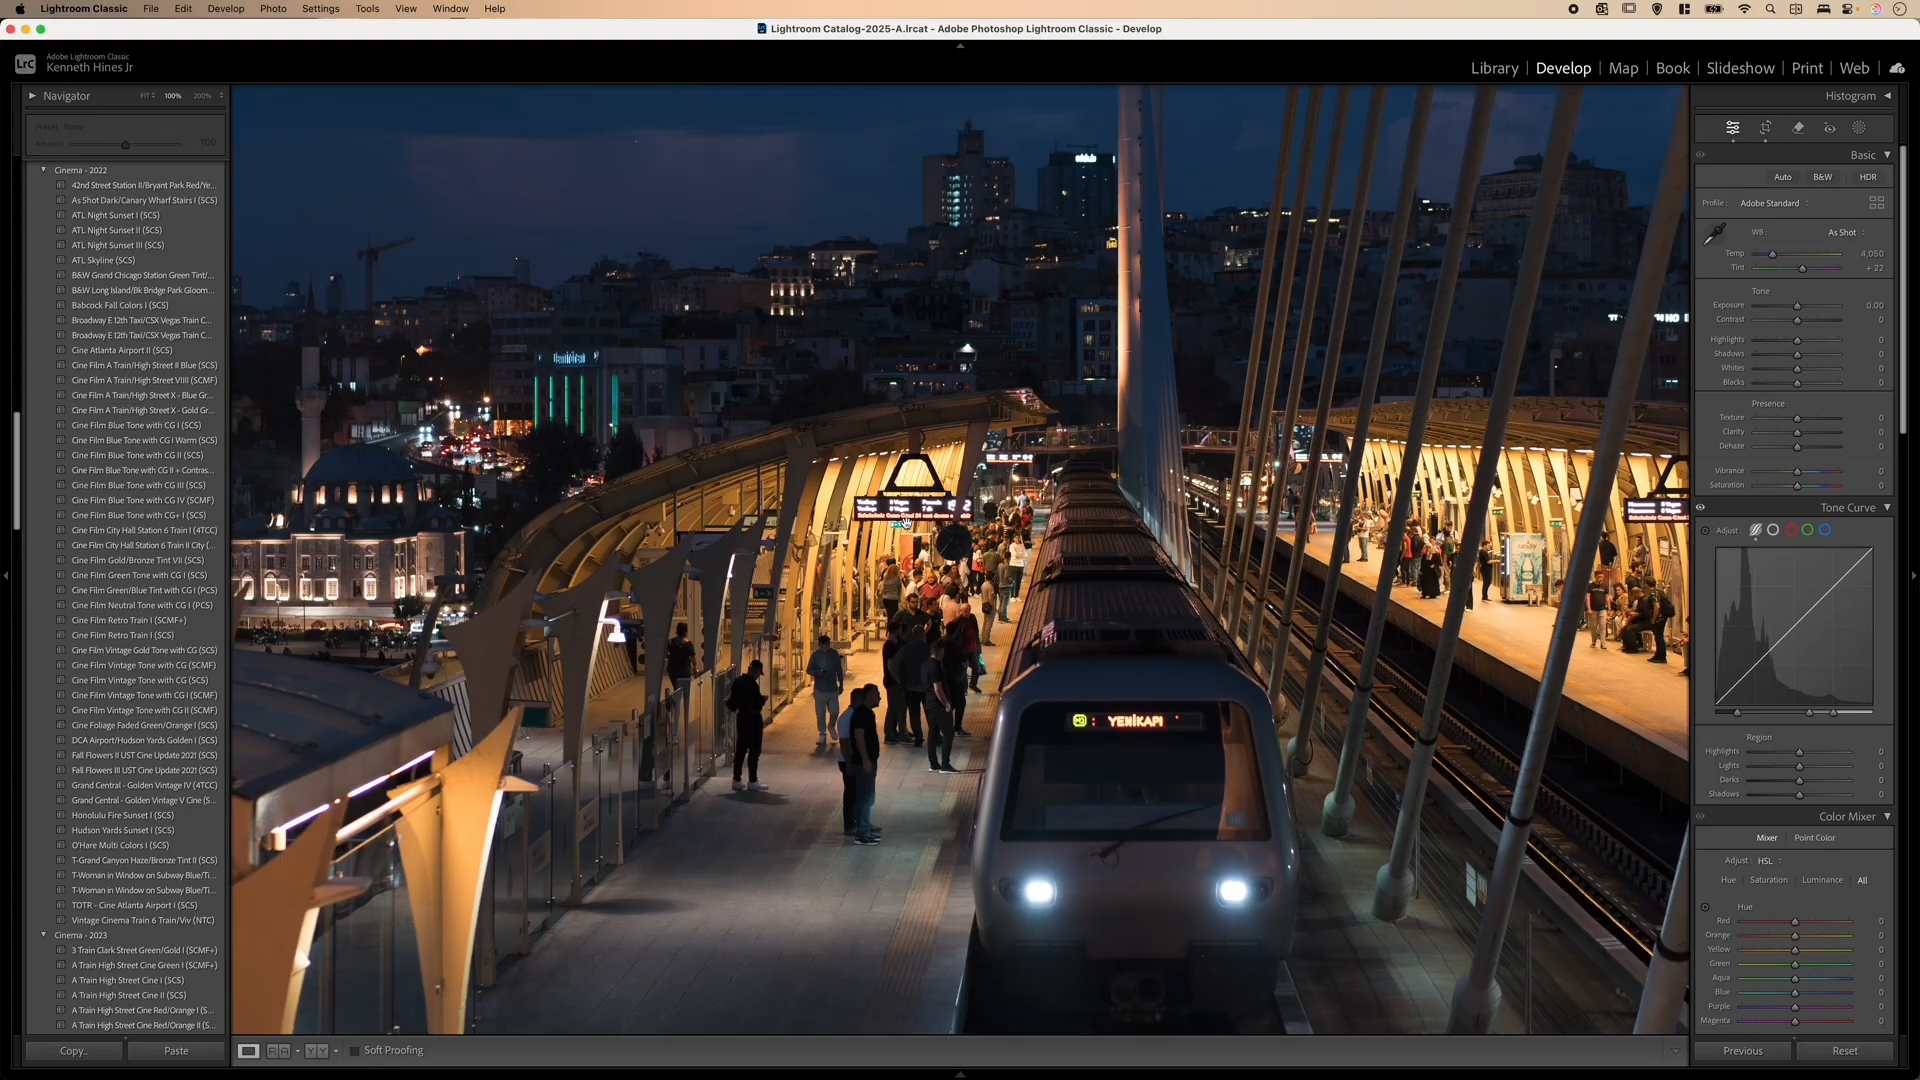 Lightroom Classic File Edit Develop Photo Settings Tools View Window Help
Lightroom Catalog-2025-A.lrcat - Adobe Photoshop Lightroom Classic - Develop
LrC
Adobe Lightroom Classic
Kenneth Hines Jr
Library | Develop | Map | Book | Slideshow | Print | Web
Navigator FIT 100% 200%
Preset: None
Amount 100
Cinema - 2022
42nd Street Station II/Bryant Park Red/Ye...
As Shot Dark/Canary Wharf Stairs I (SCS)
ATL Night Sunset I (SCS)
ATL Night Sunset II (SCS)
ATL Night Sunset III (SCS)
ATL Skyline (SCS)
B&W Grand Chicago Station Green Tint/...
B&W Long Island/Bk Bridge Park Gloom...
Babcock Fall Colors I (SCS)
Broadway E 12th Taxi/CSX Vegas Train C...
Broadway E 12th Taxi/CSX Vegas Train C...
Cine Atlanta Airport II (SCS)
Cine Film A Train/High Street II Blue (SCS)
Cine Film A Train/High Street VIIII (SCMF)
Cine Film A Train/High Street X - Blue Gr...
Cine Film A Train/High Street X - Gold Gr...
Cine Film Blue Tone with CG I (SCS)
Cine Film Blue Tone with CG I Warm (SCS)
Cine Film Blue Tone with CG II (SCS)
Cine Film Blue Tone with CG II + Contras...
Cine Film Blue Tone with CG III (SCS)
Cine Film Blue Tone with CG IV (SCMF)
Cine Film Blue Tone with CG+ I (SCS)
Cine Film City Hall Station 6 Train I (4TCC)
Cine Film City Hall Station 6 Train II City (...
Cine Film Gold/Bronze Tint VII (SCS)
Cine Film Green Tone with CG I (SCS)
Cine Film Green/Blue Tint with CG I (PCS)
Cine Film Neutral Tone with CG I (PCS)
Cine Film Retro Train I (SCMF+)
Cine Film Retro Train I (SCS)
Cine Film Vintage Gold Tone with CG (SCS)
Cine Film Vintage Tone with CG (SCMF)
Cine Film Vintage Tone with CG (SCS)
Cine Film Vintage Tone with CG I (SCMF)
Cine Film Vintage Tone with CG II (SCMF)
Cine Foliage Faded Green/Orange I (SCS)
DCA Airport/Hudson Yards Golden I (SCS)
Fall Flowers II UST Cine Update 2021 (SCS)
Fall Flowers III UST Cine Update 2021 (SCS)
Grand Central - Golden Vintage IV (4TCC)
Grand Central - Golden Vintage V Cine (S...
Honolulu Fire Sunset I (SCS)
Hudson Yards Sunset I (SCS)
O'Hare Multi Colors I (SCS)
T-Grand Canyon Haze/Bronze Tint II (SCS)
T-Woman in Window on Subway Blue/Ti...
T-Woman in Window on Subway Blue/Ti...
TOTR - Cine Atlanta Airport I (SCS)
Vintage Cinema Train 6 Train/Viv (NTC)
Cinema - 2023
3 Train Clark Street Green/Gold I (SCMF+)
A Train High Street Cine Green I (SCMF+)
A Train High Street Cine I (SCS)
A Train High Street Cine II (SCS)
A Train High Street Cine Red/Orange I (S...
A Train High Street Cine Red/Orange II (S...
Copy... Paste
YENİKAPI
Soft Proofing
Histogram
Basic
Auto B&W HDR
Profile : Adobe Standard
WB : As Shot
Temp 4,050
Tint + 22
Tone
Exposure 0.00
Contrast 0
Highlights 0
Shadows 0
Whites 0
Blacks 0
Presence
Texture 0
Clarity 0
Dehaze 0
Vibrance 0
Saturation 0
Tone Curve
Adjust :
Region
Highlights 0
Lights 0
Darks 0
Shadows 0
Color Mixer
Mixer Point Color
Adjust : HSL
Hue Saturation Luminance All
Hue
Red 0
Orange 0
Yellow 0
Green 0
Aqua 0
Blue 0
Purple 0
Magenta 0
Previous Reset